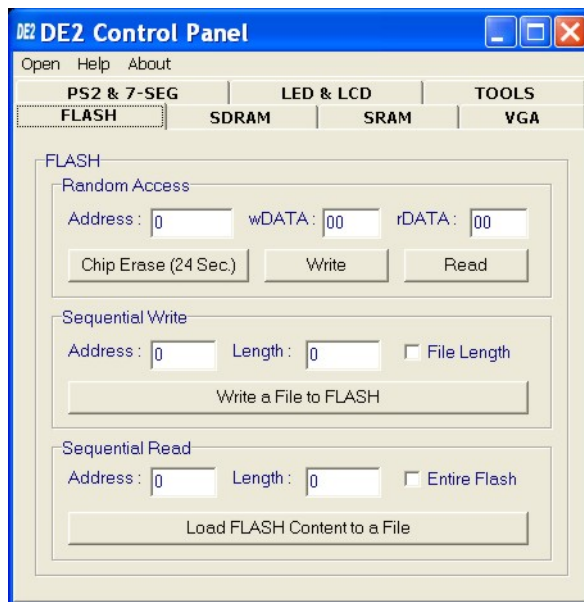 DE2 DE2 Control Panel
Open Help About
PS2 & 7-SEG LED & LCD TOOLS
FLASH SDRAM SRAM VGA
FLASH
Random Access
Address : 0 wDATA : 00 rDATA : 00
Chip Erase (24 Sec.) Write Read
Sequential Write
Address : 0 Length : 0 File Length
Write a File to FLASH
Sequential Read
Address : 0 Length : 0 Entire Flash
Load FLASH Content to a File